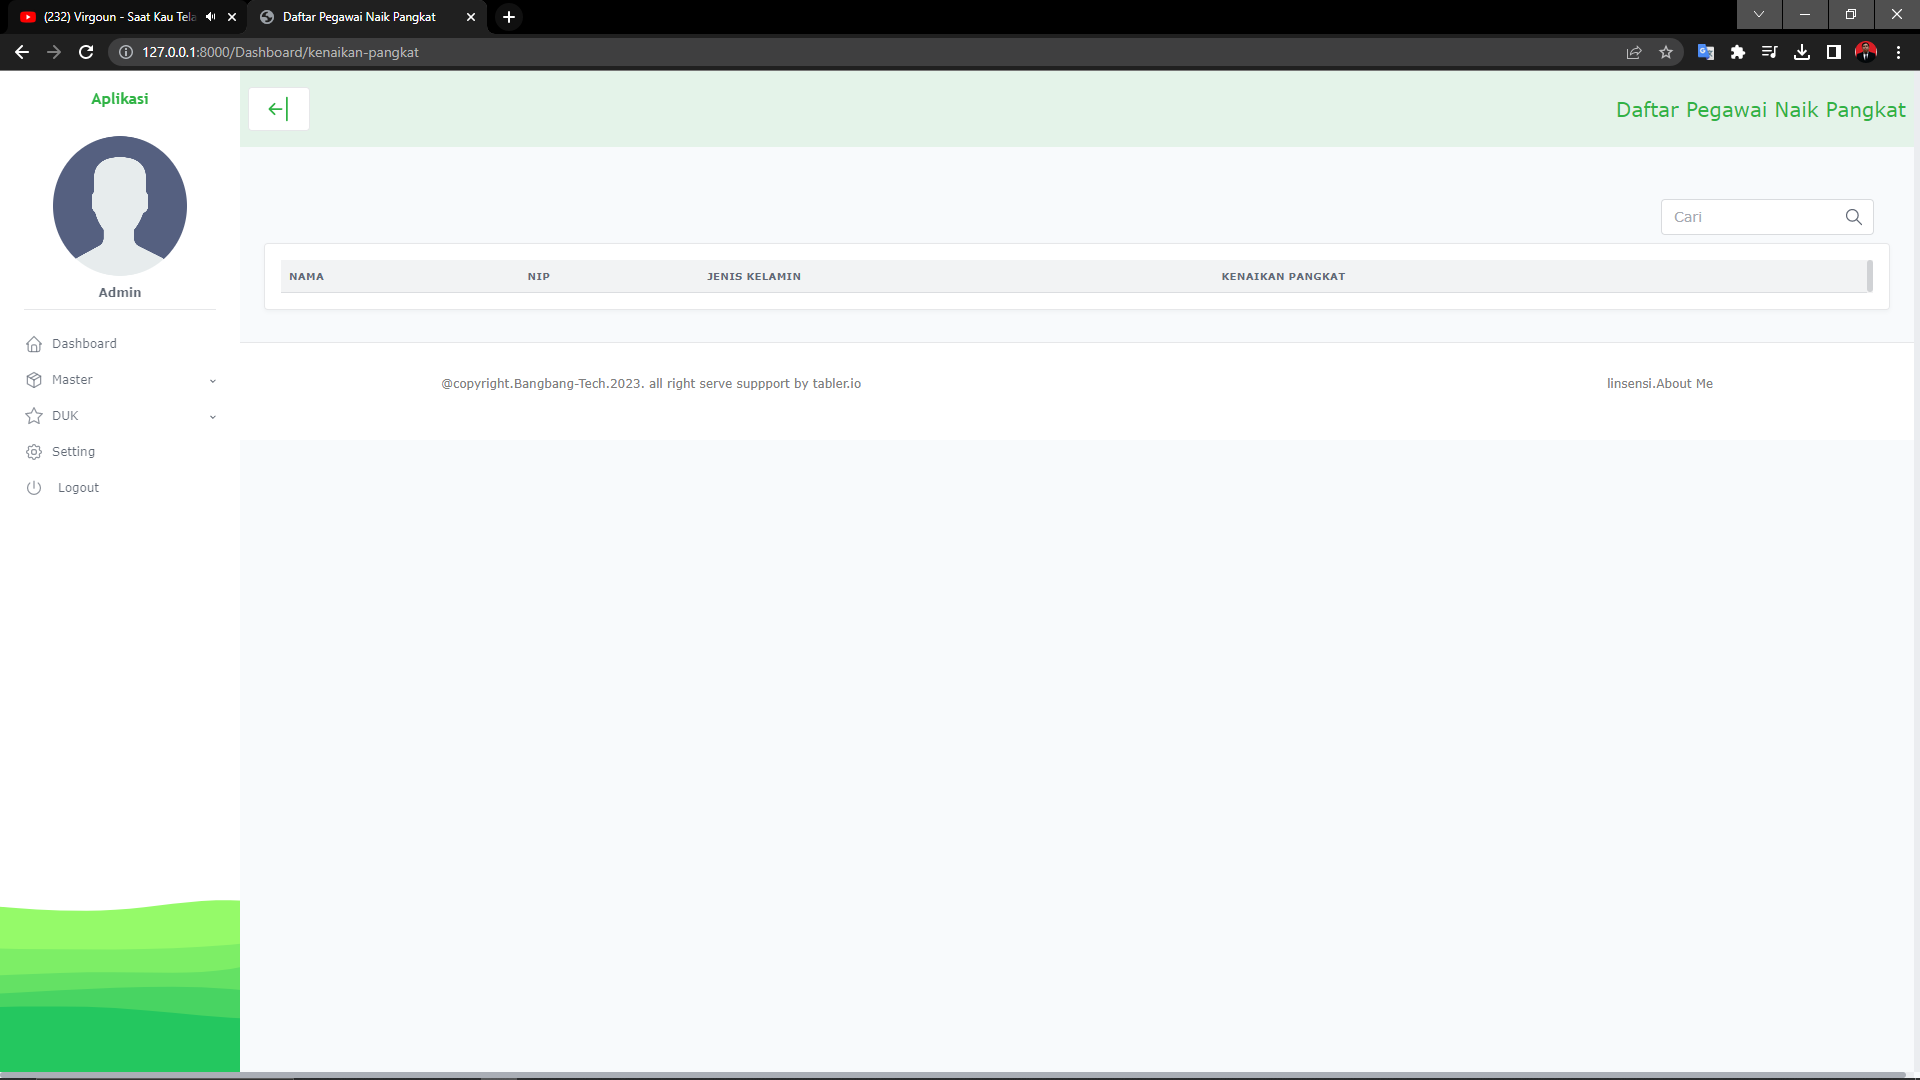 (232) Virgoun - Saat Kau Tela
Daftar Pegawai Naik Pangkat
127.0.0.1:8000/Dashboard/kenaikan-pangkat
Aplikasi
Daftar Pegawai Naik Pangkat
Cari
NAMA NIP JENIS KELAMIN KENAIKAN PANGKAT
Admin
Dashboard
Master
DUK
Setting
Logout
@copyright.Bangbang-Tech.2023. all right serve suppport by tabler.io
linsensi.About Me